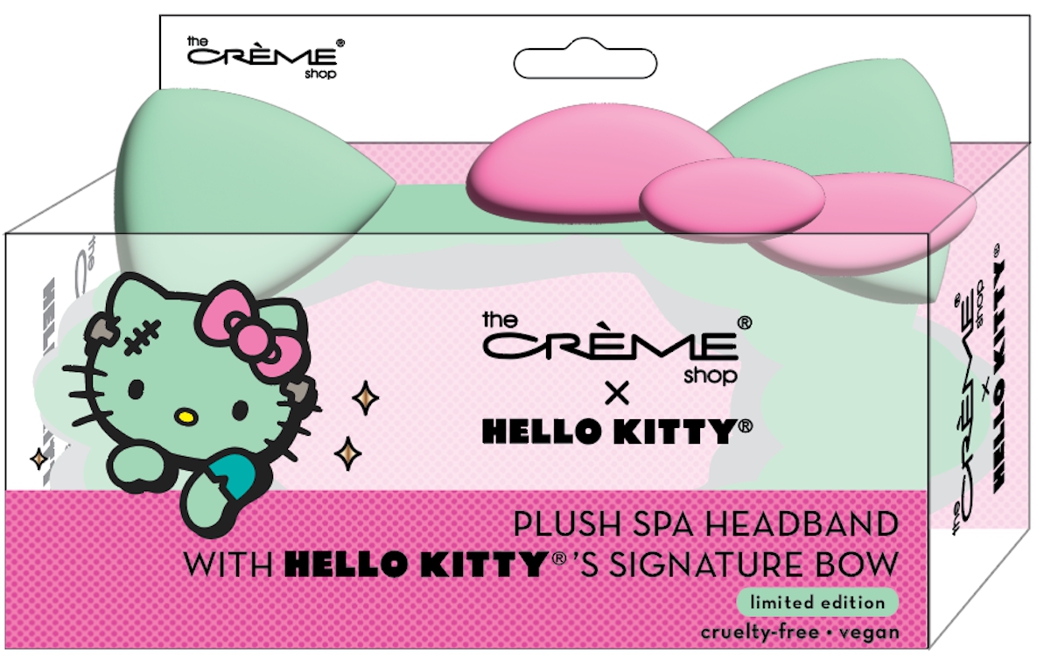 the
CRÈME®
shop
the
CRÈME®
shop
×
HELLO KITTY®
PLUSH SPA HEADBAND
WITH HELLO KITTY®'S SIGNATURE BOW
limited edition
cruelty-free • vegan
the
CRÈME®
shop
×
HELLO KITTY®